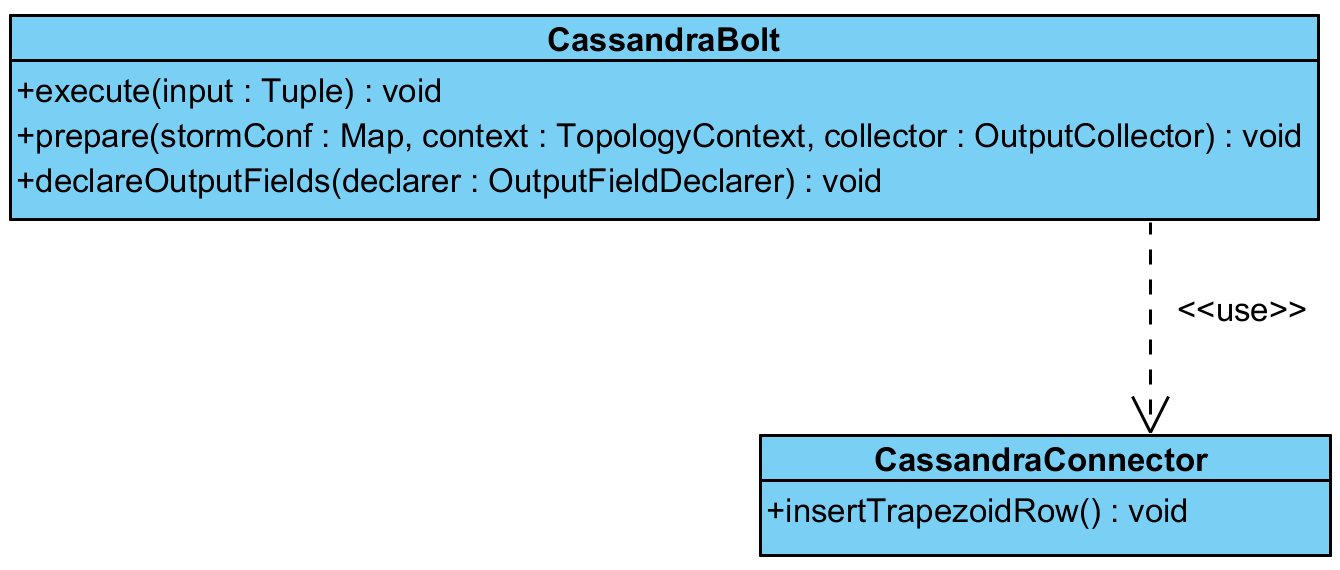 CassandraBolt
+execute(input : Tuple) : void
+prepare(stormConf : Map, context : TopologyContext, collector : OutputCollector) : void
+declareOutputFields(declarer : OutputFieldDeclarer) : void
<<use>>
CassandraConnector
+insertTrapezoidRow() : void